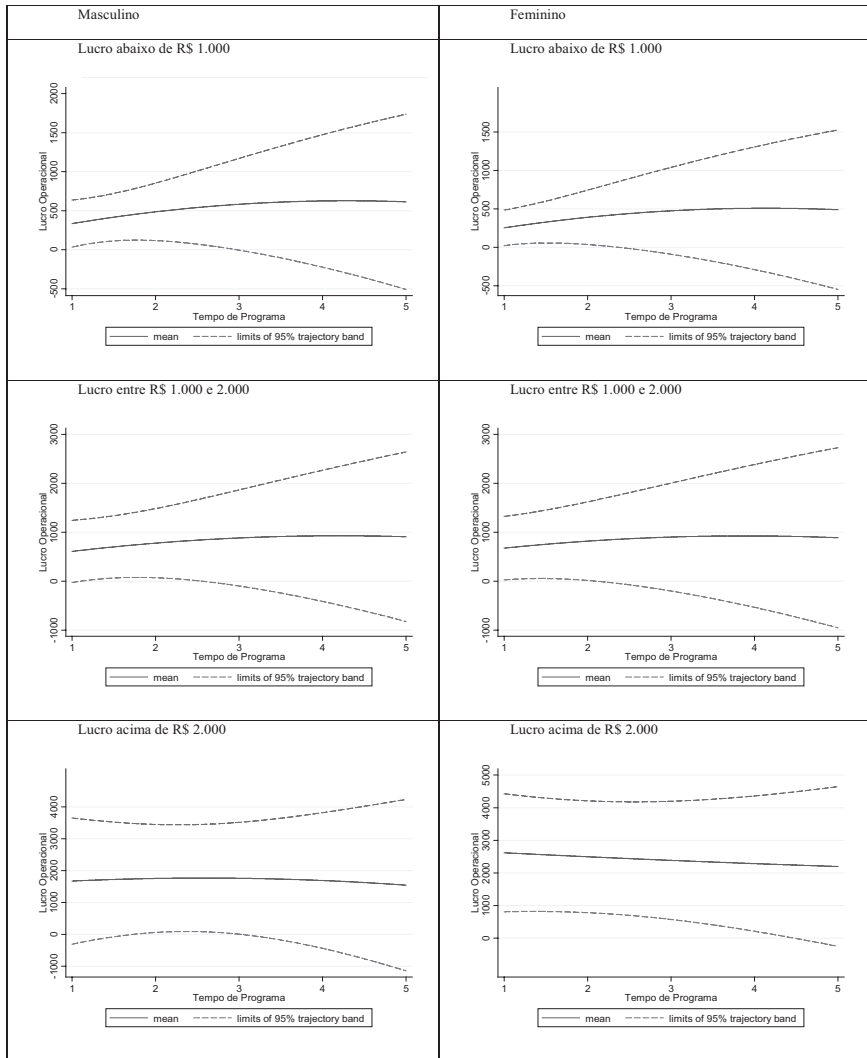 Masculino
Feminino
Lucro abaixo de R$ 1.000
Lucro Operacional
2000
1500
1000
500
0
-500
1 2 3 4 5
Tempo de Programa
mean limits of 95% trajectory band
Lucro abaixo de R$ 1.000
Lucro Operacional
1500
1000
500
0
-500
1 2 3 4 5
Tempo de Programa
mean limits of 95% trajectory band
Lucro entre R$ 1.000 e 2.000
Lucro Operacional
3000
2000
1000
0
-1000
1 2 3 4 5
Tempo de Programa
mean limits of 95% trajectory band
Lucro entre R$ 1.000 e 2.000
Lucro Operacional
3000
2000
1000
0
-1000
1 2 3 4 5
Tempo de Programa
mean limits of 95% trajectory band
Lucro acima de R$ 2.000
Lucro Operacional
4000
3000
2000
1000
0
-1000
1 2 3 4 5
Tempo de Programa
mean limits of 95% trajectory band
Lucro acima de R$ 2.000
Lucro Operacional
5000
4000
3000
2000
1000
0
1 2 3 4 5
Tempo de Programa
mean limits of 95% trajectory band